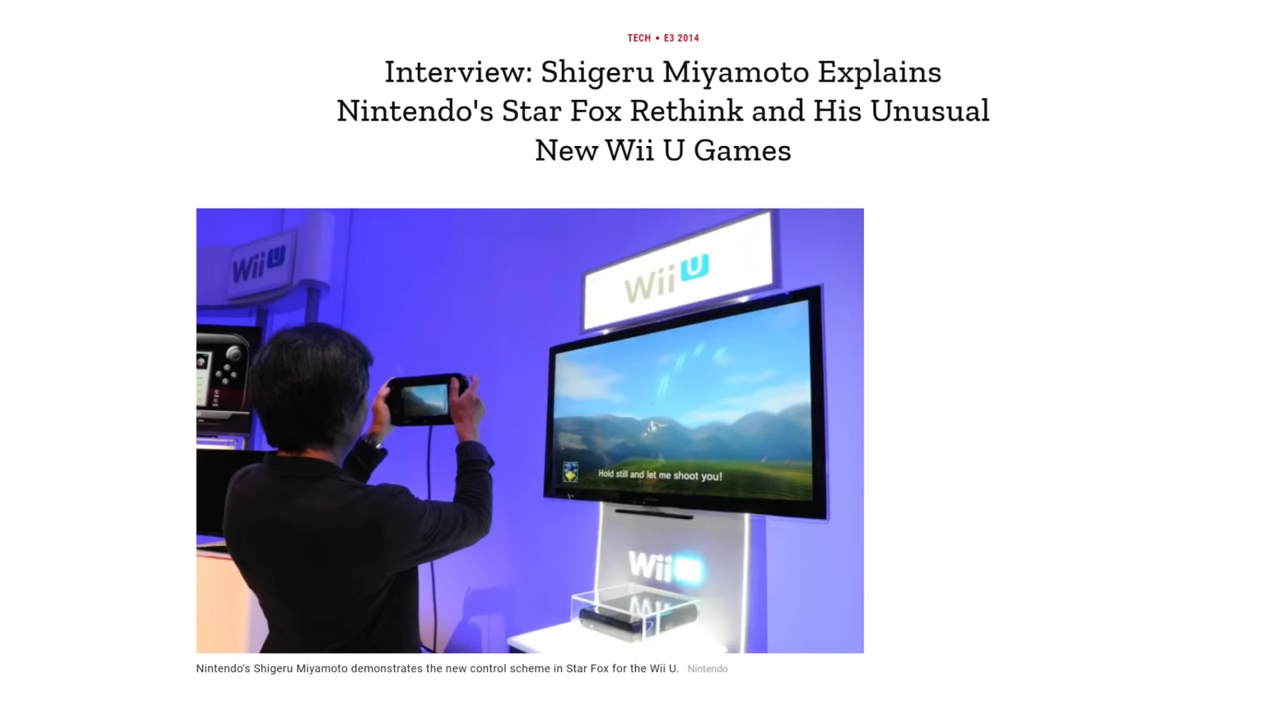 TECH • E3 2014
Interview: Shigeru Miyamoto Explains
Nintendo's Star Fox Rethink and His Unusual
New Wii U Games
Wii U
Wii U
Hold still and let me shoot you!
Wii U
Nintendo's Shigeru Miyamoto demonstrates the new control scheme in Star Fox for the Wii U. Nintendo